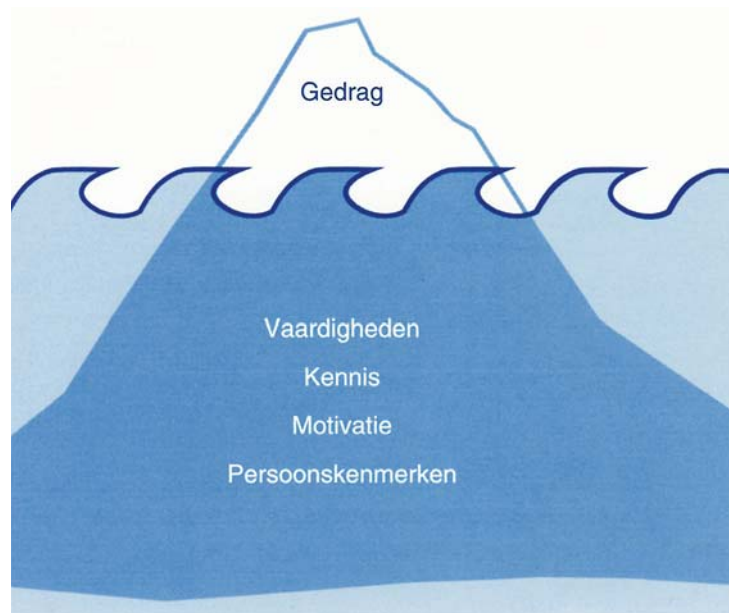 Gedrag
Vaardigheden
Kennis
Motivatie
Persoonskenmerken